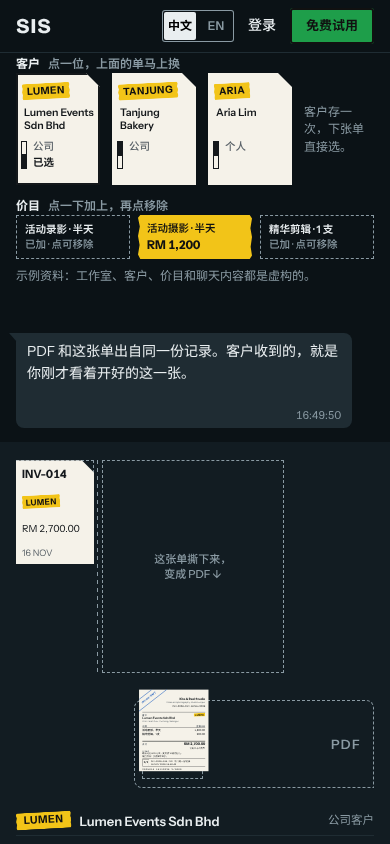 SIS
中文
EN
登录
免费试用
客户 点一位，上面的单马上换
LUMEN
Lumen Events
Sdn Bhd
公司
已选
TANJUNG
Tanjung
Bakery
公司
ARIA
Aria Lim
个人
客户存一
次，下张单
直接选。
价目 点一下加上，再点移除
活动录影·半天
已加·点可移除
活动摄影·半天
RM 1,200
精华剪辑·1支
已加·点可移除
示例资料：工作室、客户、价目和聊天内容都是虚构的。
PDF 和这张单出自同一份记录。客户收到的，就是
你刚才看着开好的这一张。
16:49:50
INV-014
LUMEN
RM 2,700.00
16 NOV
这张单撕下来，
变成 PDF ↓
Lumen Events Sdn Bhd
RM 2,700.00
PDF
LUMEN
Lumen Events Sdn Bhd
公司客户